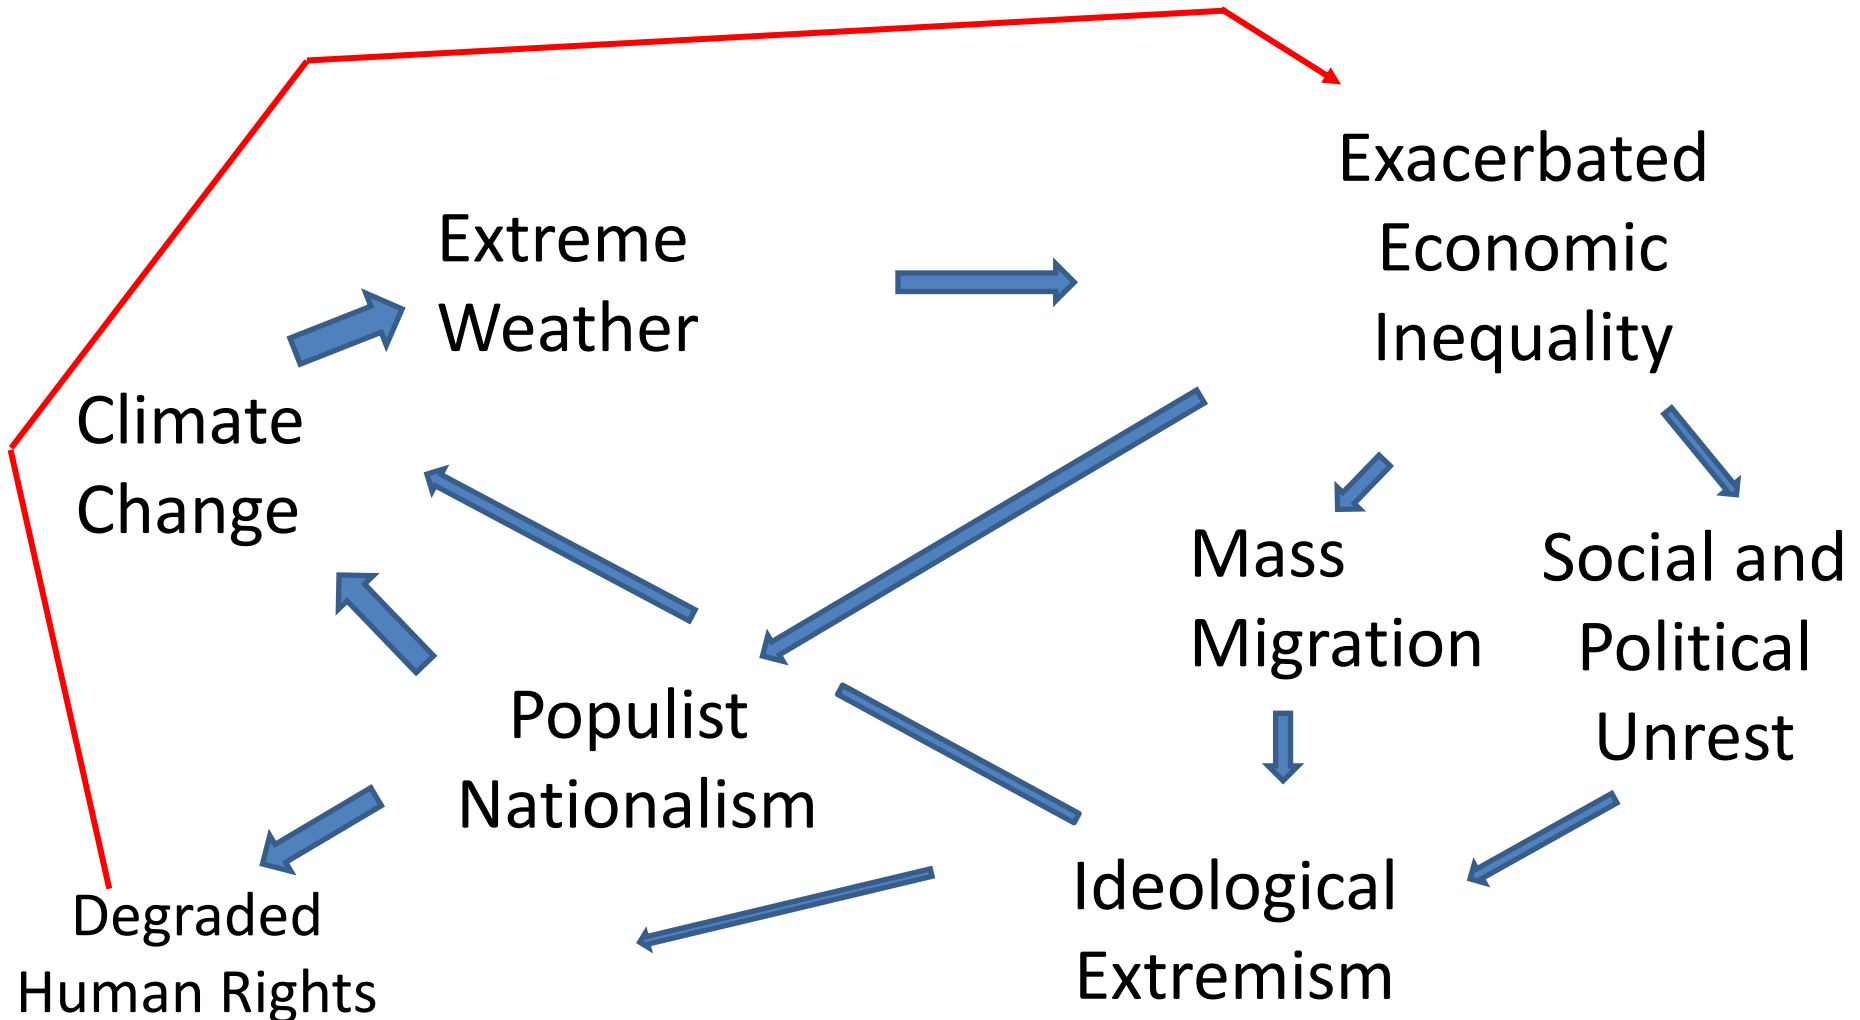 Exacerbated
Economic
Inequality
Extreme
Weather
Climate
Change
Mass
Migration
Social and
Political
Unrest
Populist
Nationalism
Ideological
Extremism
Degraded
Human Rights